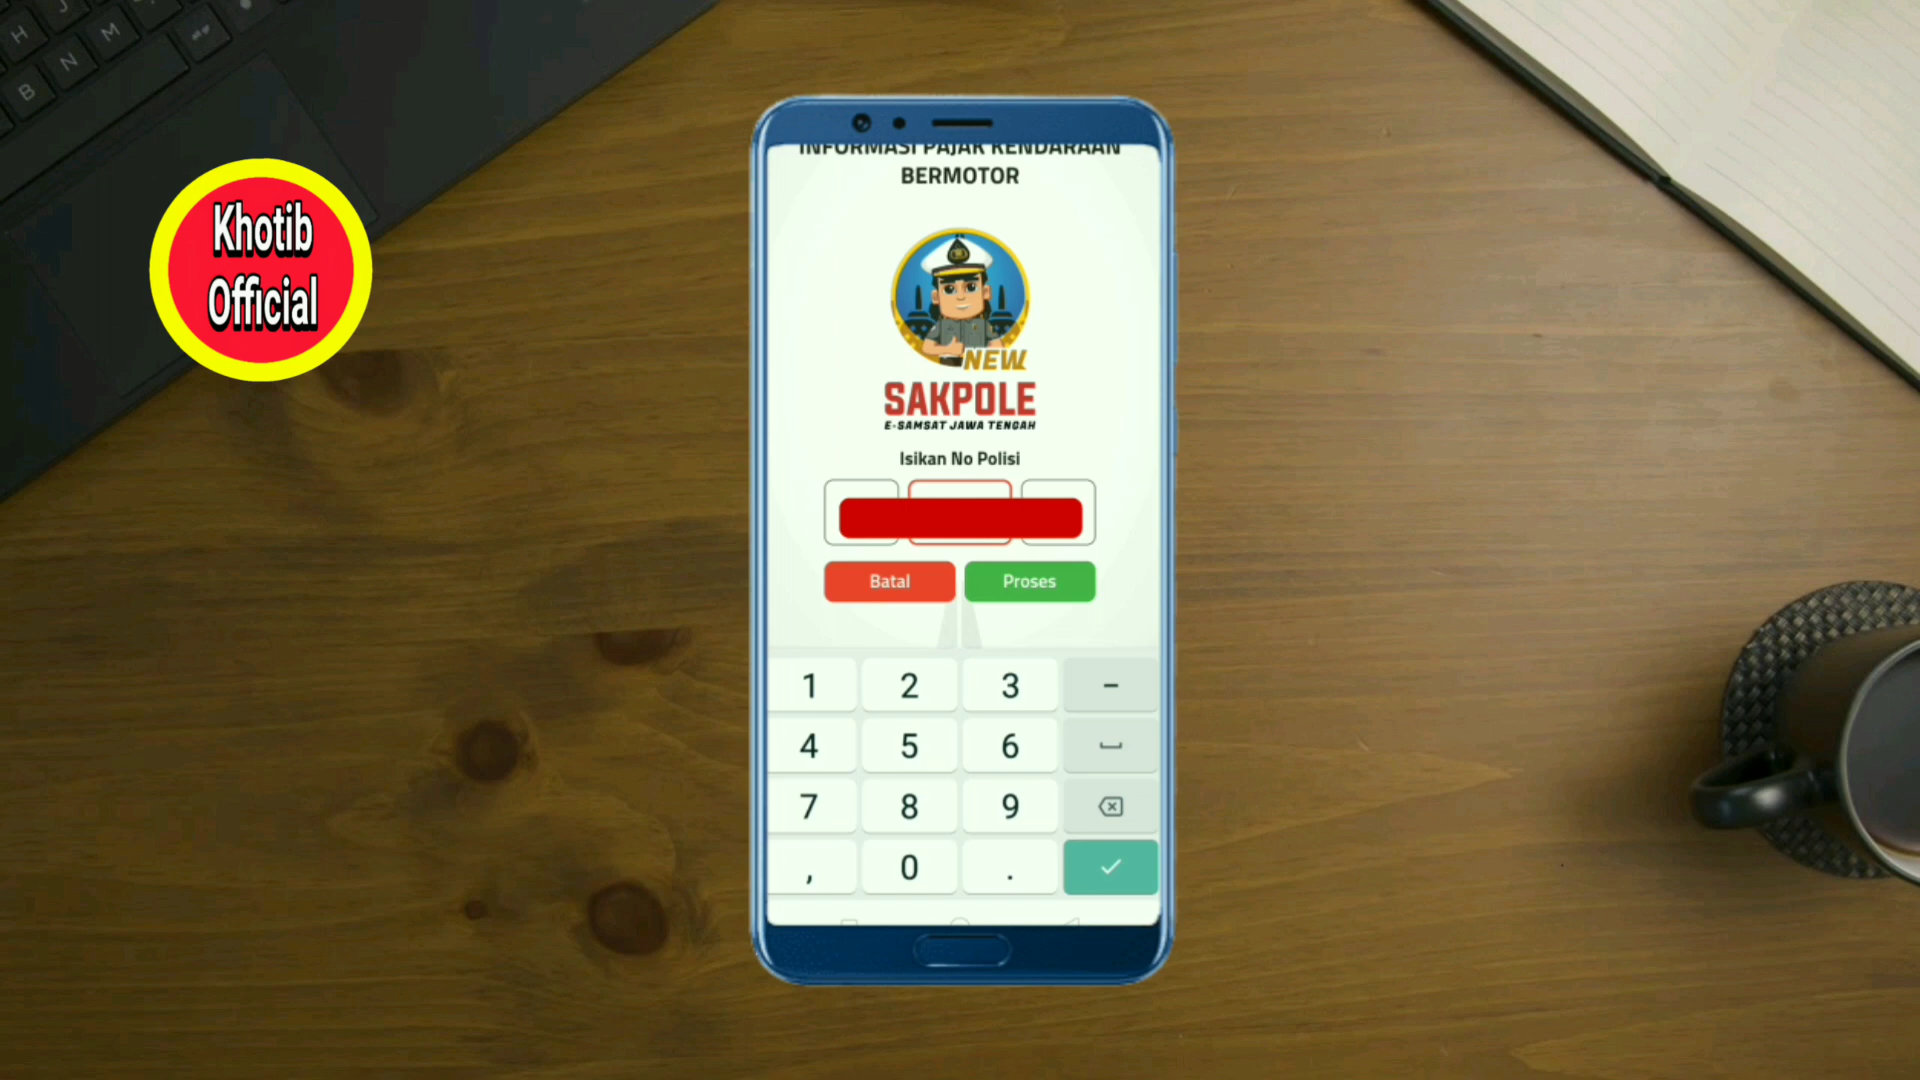 H
N
M
B
Khotib
Official
INFORMASI PAJAK KENDARAAN
BERMOTOR
NEW
SAKPOLE
E-SAMSAT JAWA TENGAH
Isikan No Polisi
Batal
Proses
1 2 3 -
4 5 6
7 8 9
, 0 .